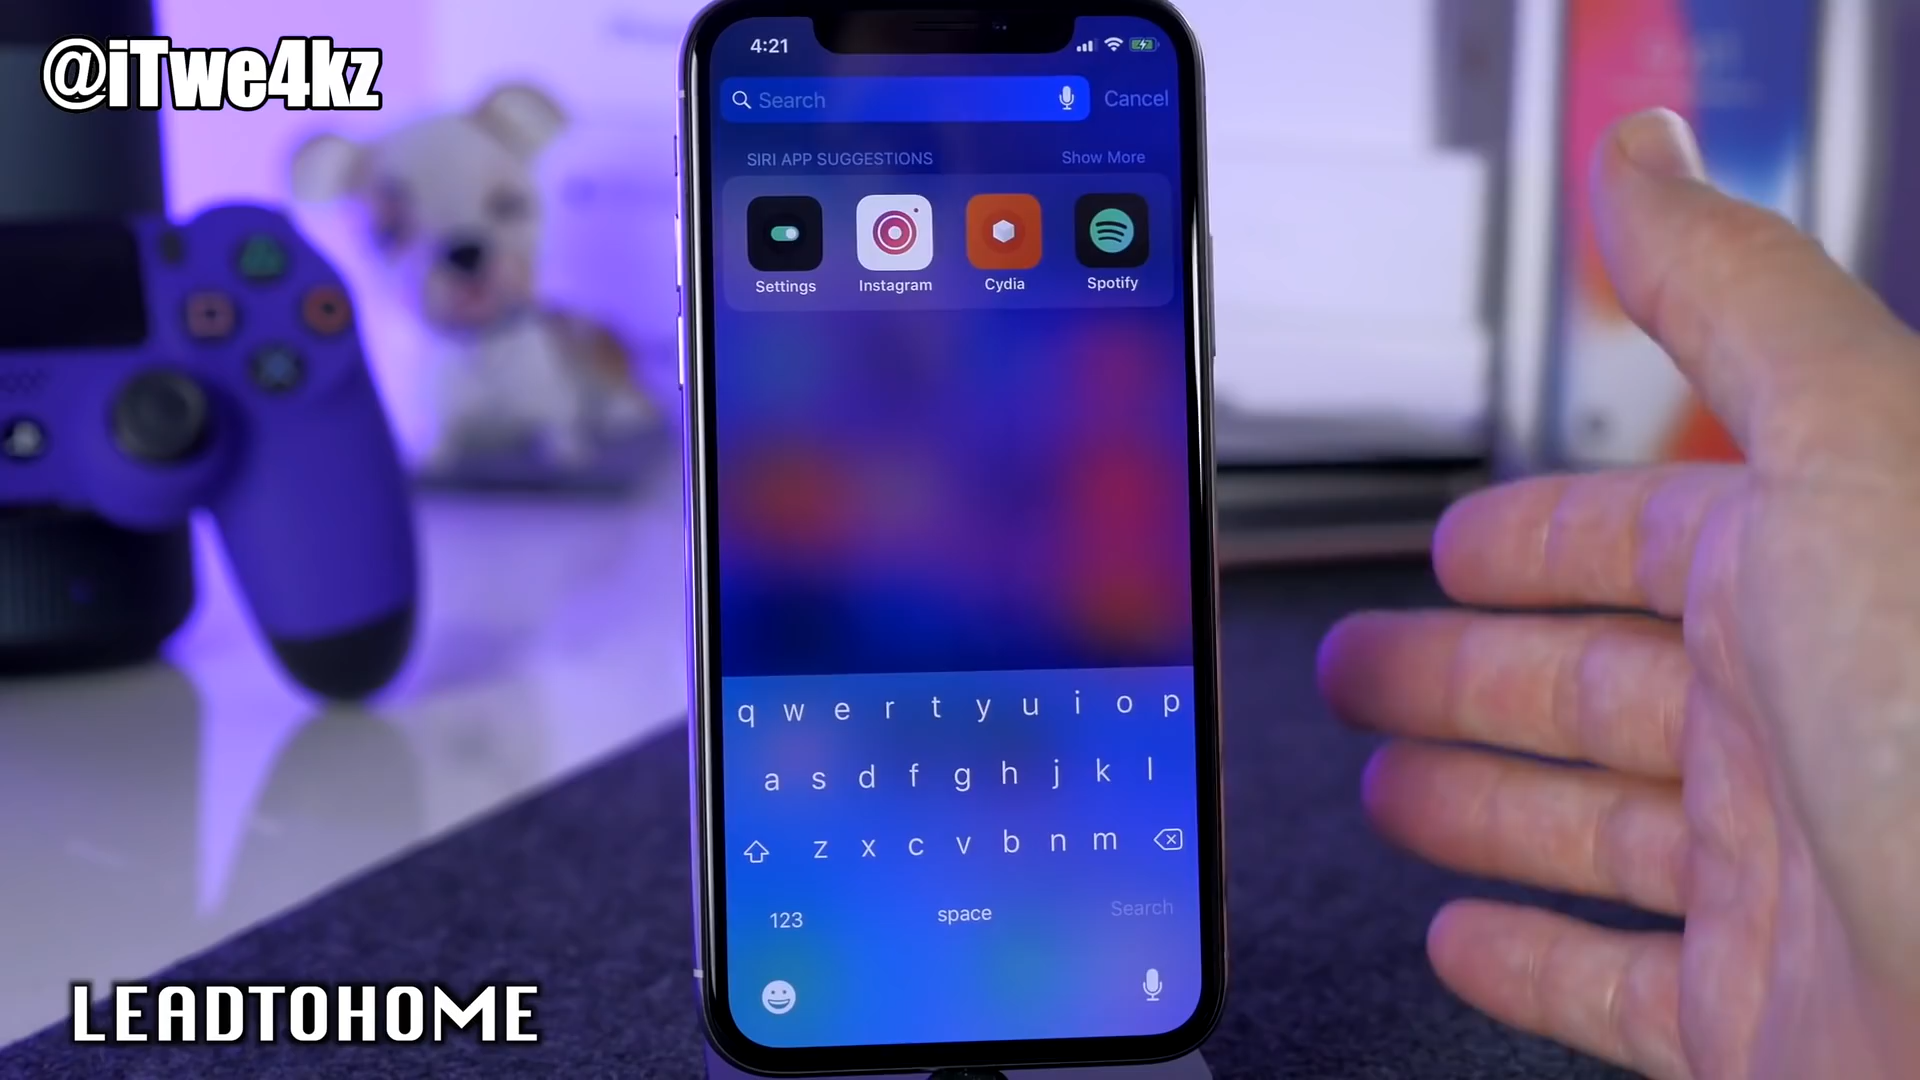 @iTwe4kz
4:21
Search
Cancel
SIRI APP SUGGESTIONS
Show More
Settings
Instagram
Cydia
Spotify
q w e r t y u i o p
a s d f g h j k l
z x c v b n m
123
space
Search
LEADTOHOME